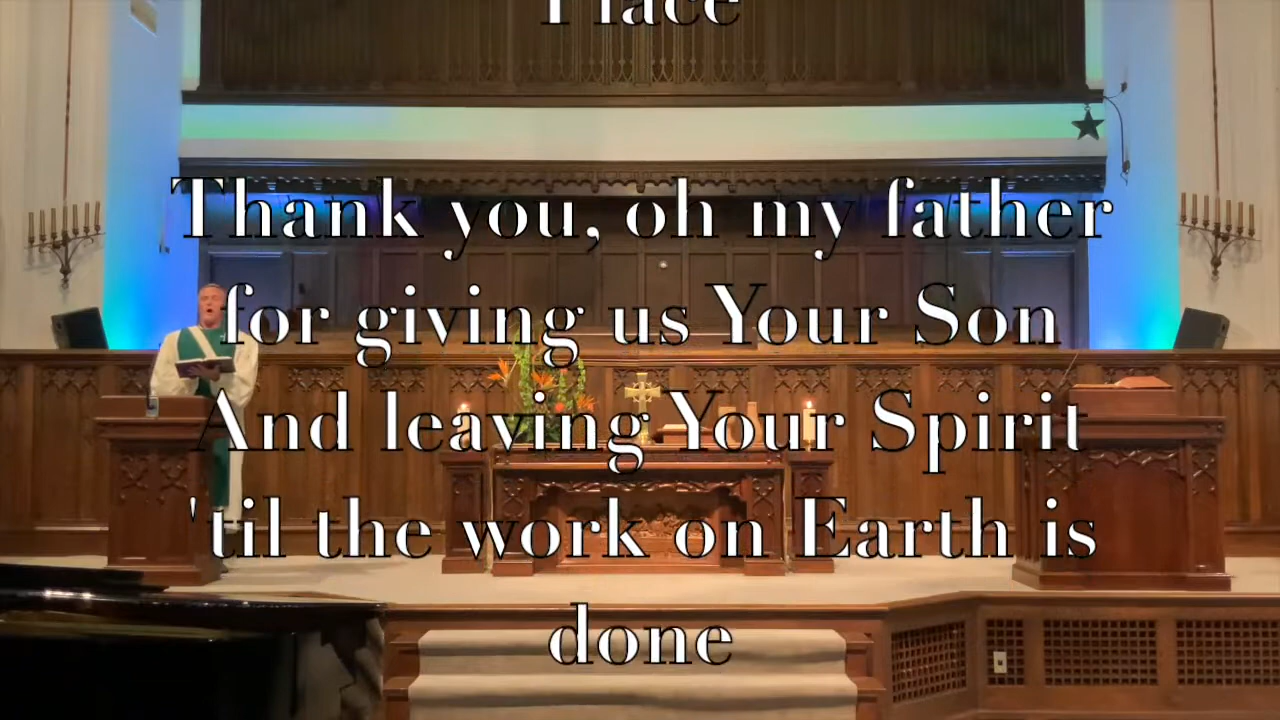 Place
Thank you, oh my father
for giving us Your Son
And leaving Your Spirit
'til the work on Earth is
done